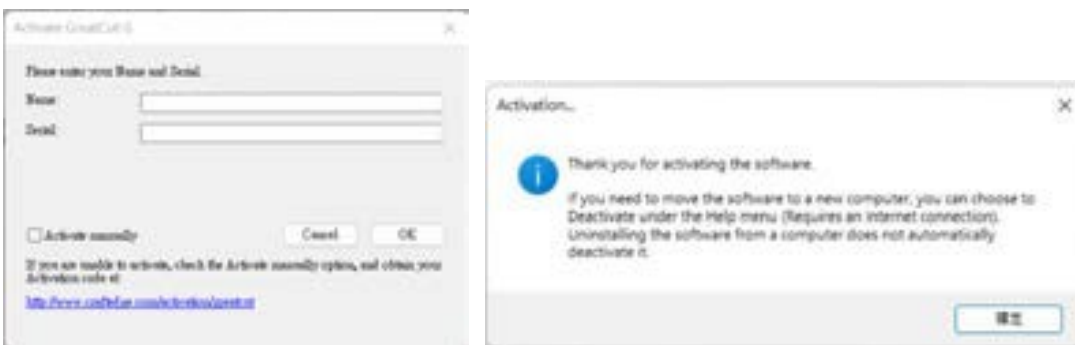 Activate GreatCut 6
Please enter your Name and Serial.
Name:
Serial:
Activate manually
Cancel
OK
If you are unable to activate, check the Activate manually option, and obtain your
Activation code at:
Activation...
Thank you for activating the software.
If you need to move the software to a new computer, you can choose to
Deactivate under the Help menu (Requires an internet connection).
Uninstalling the software from a computer does not automatically
deactivate it.
確定